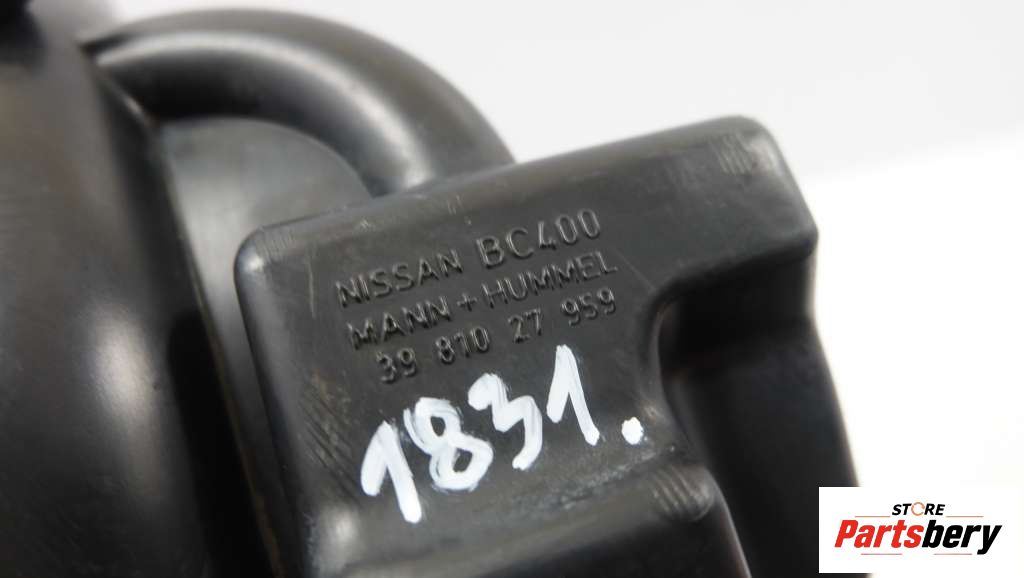 NISSAN BC400
MANN+HUMMEL
39 810 27 959
1831.
STORE
Partsbery